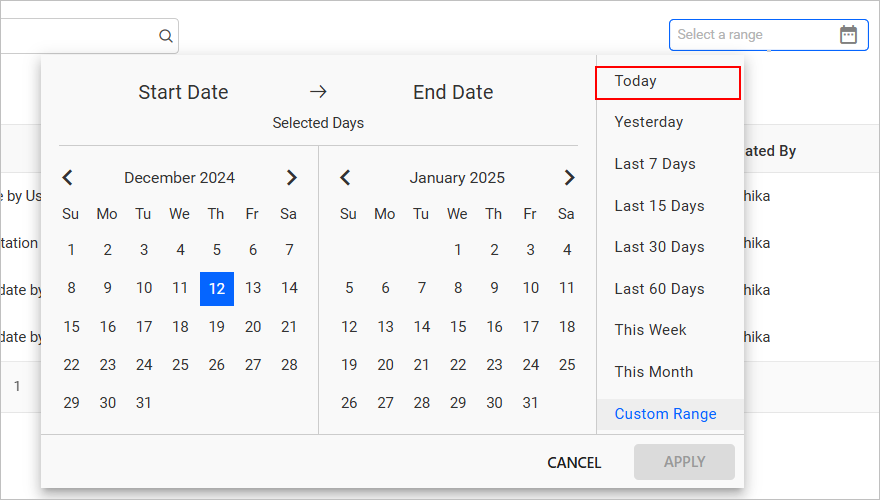 Select a range
Start Date → End Date
Selected Days
December 2024
Su Mo Tu We Th Fr Sa
1 2 3 4 5 6 7
8 9 10 11 12 13 14
15 16 17 18 19 20 21
22 23 24 25 26 27 28
29 30 31
January 2025
Su Mo Tu We Th Fr Sa
1 2 3 4
5 6 7 8 9 10 11
12 13 14 15 16 17 18
19 20 21 22 23 24 25
26 27 28 29 30 31
Today
Yesterday
Last 7 Days
Last 15 Days
Last 30 Days
Last 60 Days
This Week
This Month
Custom Range
CANCEL APPLY
ated By
e by Us hika
tation hika
date by hika
date by hika
1